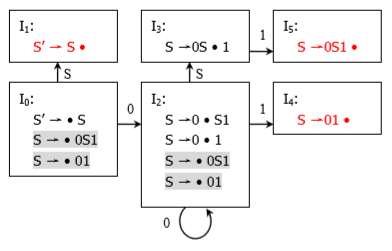 I₁:
S′ → S •
I₃:
S → 0S • 1
1
I₅:
S → 0S1 •
S
S
I₀:
S′ → • S
S → • 0S1
S → • 01
0
I₂:
S → 0 • S1
S → 0 • 1
S → • 0S1
S → • 01
1
I₄:
S → 01 •
0